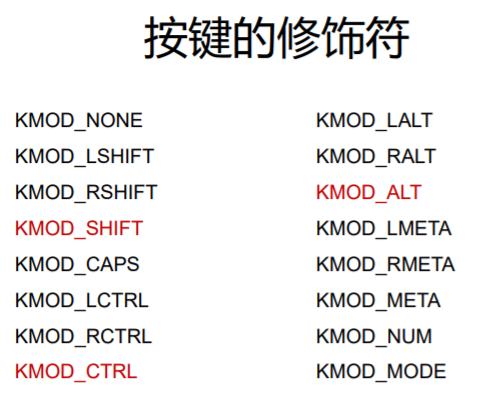 按键的修饰符
KMOD_NONE
KMOD_LSHIFT
KMOD_RSHIFT
KMOD_SHIFT
KMOD_CAPS
KMOD_LCTRL
KMOD_RCTRL
KMOD_CTRL
KMOD_LALT
KMOD_RALT
KMOD_ALT
KMOD_LMETA
KMOD_RMETA
KMOD_META
KMOD_NUM
KMOD_MODE